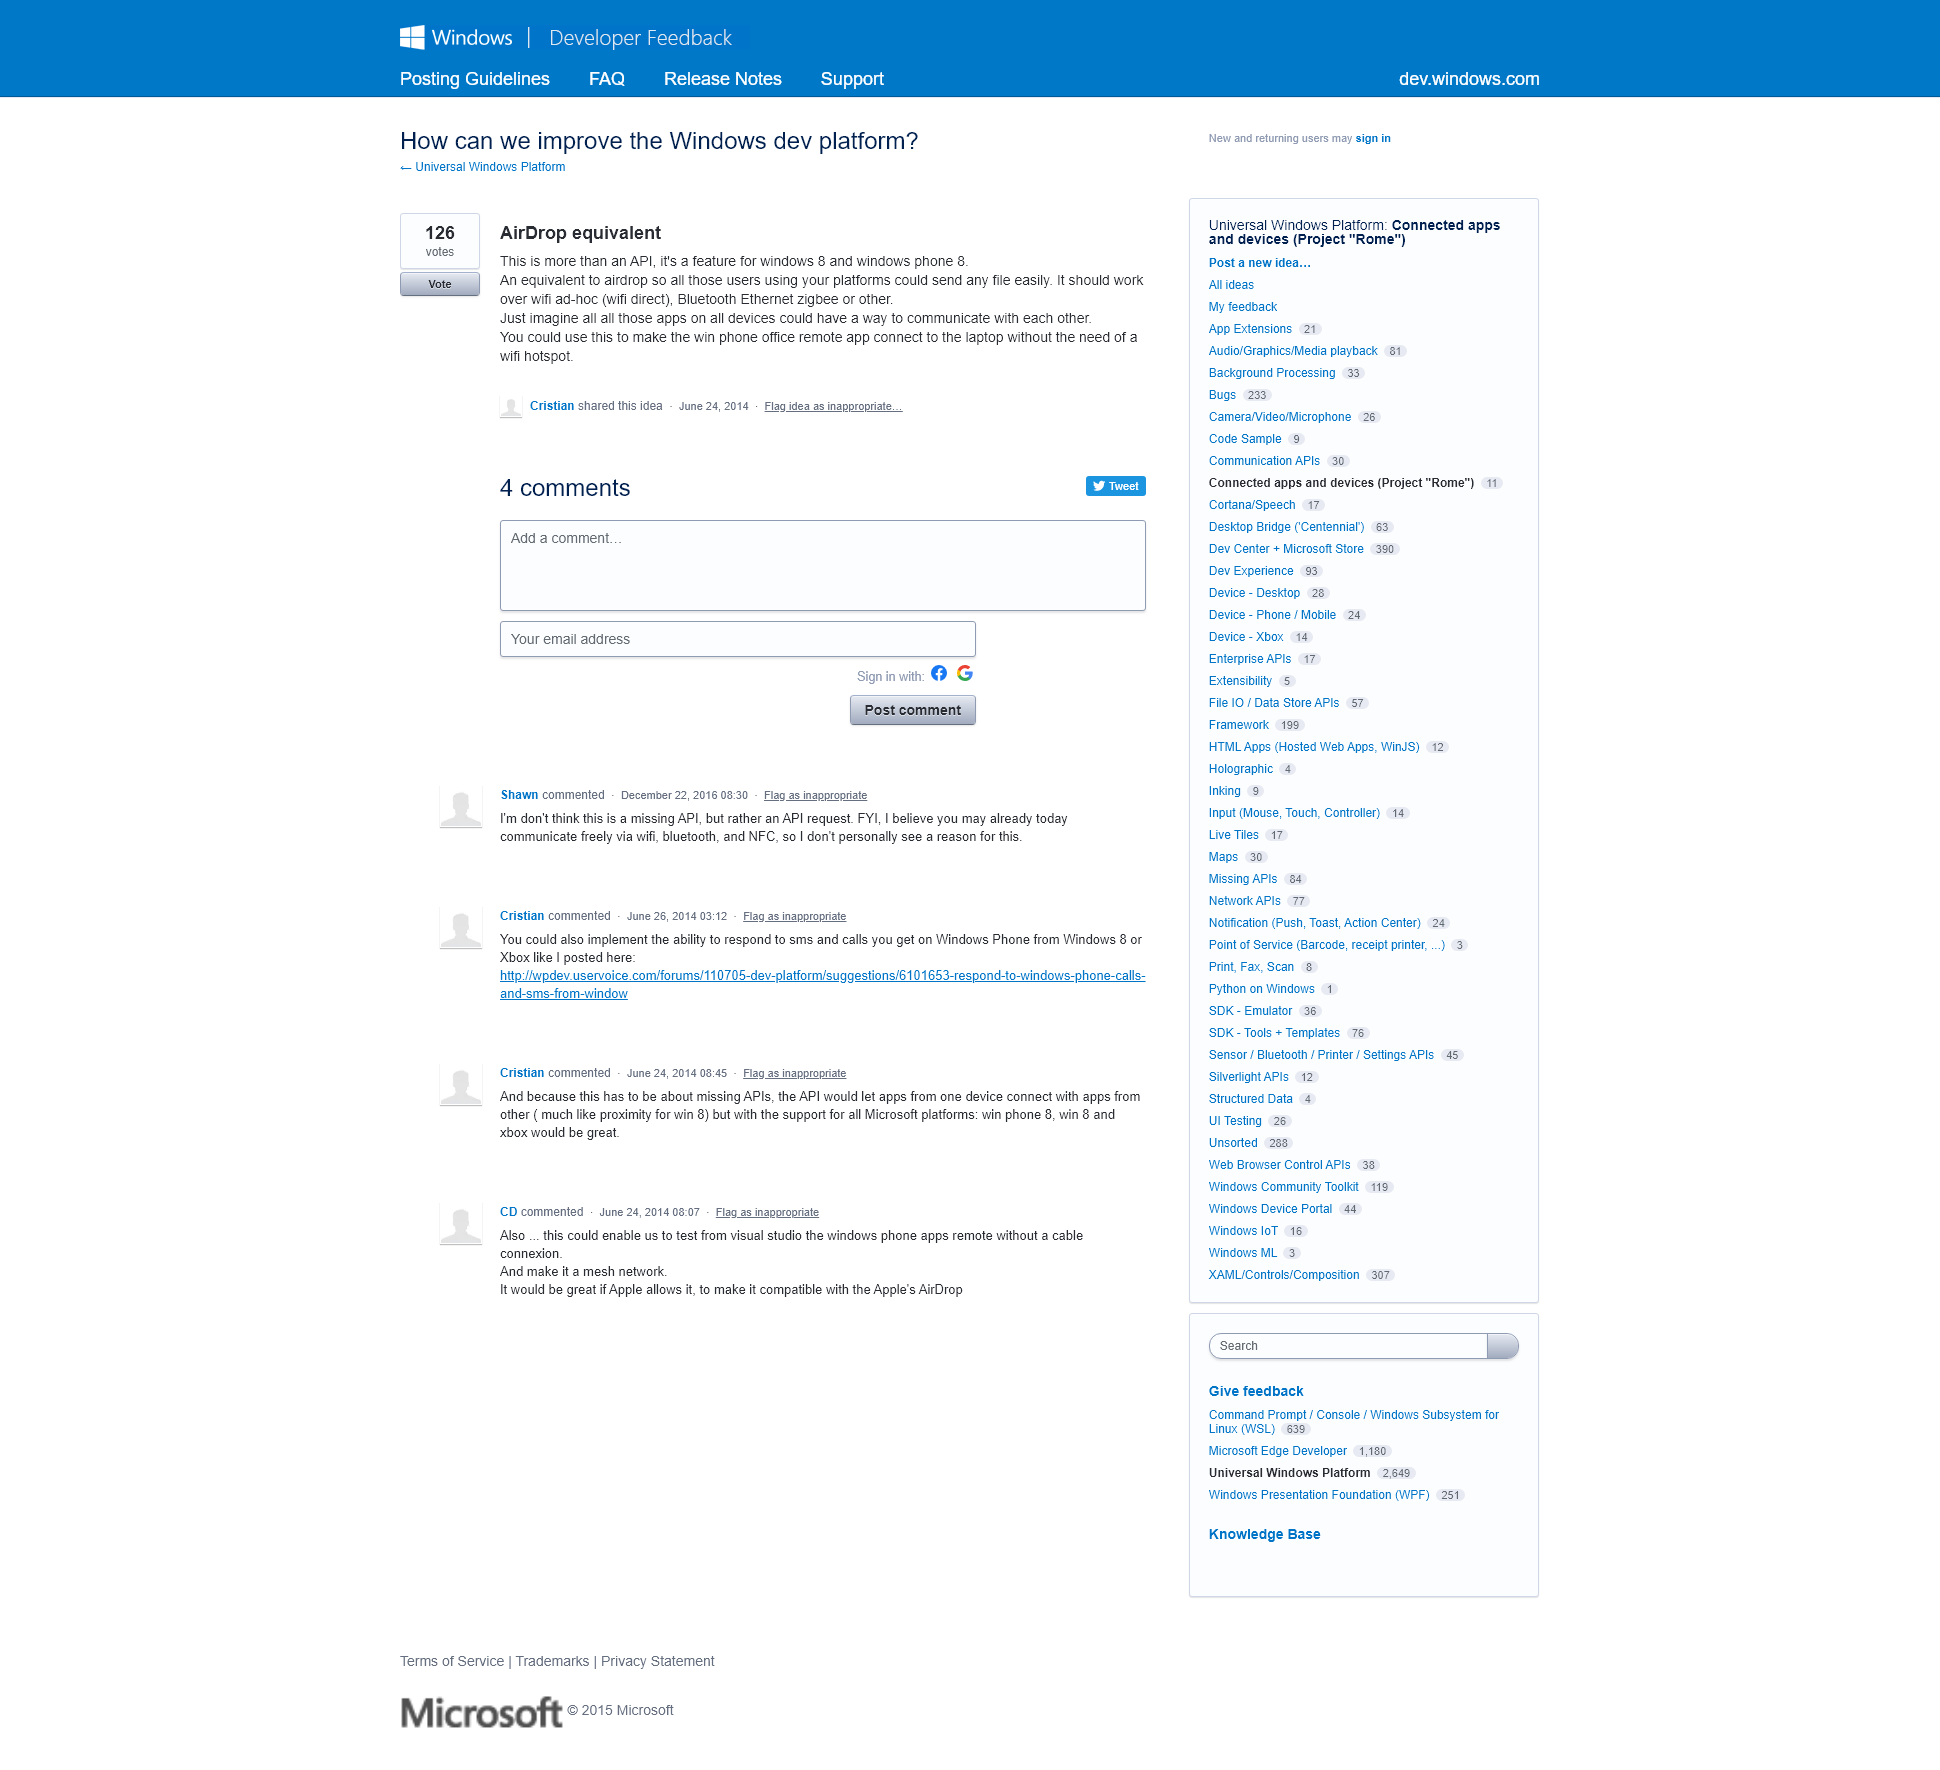 Windows | Developer Feedback
Posting Guidelines FAQ Release Notes Support dev.windows.com
How can we improve the Windows dev platform?
← Universal Windows Platform
New and returning users may sign in
126
votes
Vote
AirDrop equivalent
This is more than an API, it's a feature for windows 8 and windows phone 8.
An equivalent to airdrop so all those users using your platforms could send any file easily. It should work
over wifi ad-hoc (wifi direct), Bluetooth Ethernet zigbee or other.
Just imagine all all those apps on all devices could have a way to communicate with each other.
You could use this to make the win phone office remote app connect to the laptop without the need of a
wifi hotspot.
Cristian shared this idea · June 24, 2014 · Flag idea as inappropriate…
4 comments
Tweet
Add a comment…
Your email address
Sign in with:
Post comment
Shawn commented · December 22, 2016 08:30 · Flag as inappropriate
I'm don't think this is a missing API, but rather an API request. FYI, I believe you may already today
communicate freely via wifi, bluetooth, and NFC, so I don't personally see a reason for this.
Cristian commented · June 26, 2014 03:12 · Flag as inappropriate
You could also implement the ability to respond to sms and calls you get on Windows Phone from Windows 8 or
Xbox like I posted here:
http://wpdev.uservoice.com/forums/110705-dev-platform/suggestions/6101653-respond-to-windows-phone-calls-
and-sms-from-window
Cristian commented · June 24, 2014 08:45 · Flag as inappropriate
And because this has to be about missing APIs, the API would let apps from one device connect with apps from
other ( much like proximity for win 8) but with the support for all Microsoft platforms: win phone 8, win 8 and
xbox would be great.
CD commented · June 24, 2014 08:07 · Flag as inappropriate
Also ... this could enable us to test from visual studio the windows phone apps remote without a cable
connexion.
And make it a mesh network.
It would be great if Apple allows it, to make it compatible with the Apple's AirDrop
Universal Windows Platform: Connected apps
and devices (Project "Rome")
Post a new idea…
All ideas
My feedback
App Extensions 21
Audio/Graphics/Media playback 81
Background Processing 33
Bugs 233
Camera/Video/Microphone 26
Code Sample 9
Communication APIs 30
Connected apps and devices (Project "Rome") 11
Cortana/Speech 17
Desktop Bridge ('Centennial') 63
Dev Center + Microsoft Store 390
Dev Experience 93
Device - Desktop 28
Device - Phone / Mobile 24
Device - Xbox 14
Enterprise APIs 17
Extensibility 5
File IO / Data Store APIs 57
Framework 199
HTML Apps (Hosted Web Apps, WinJS) 12
Holographic 4
Inking 9
Input (Mouse, Touch, Controller) 14
Live Tiles 17
Maps 30
Missing APIs 84
Network APIs 77
Notification (Push, Toast, Action Center) 24
Point of Service (Barcode, receipt printer, ...) 3
Print, Fax, Scan 8
Python on Windows 1
SDK - Emulator 36
SDK - Tools + Templates 76
Sensor / Bluetooth / Printer / Settings APIs 45
Silverlight APIs 12
Structured Data 4
UI Testing 26
Unsorted 288
Web Browser Control APIs 38
Windows Community Toolkit 119
Windows Device Portal 44
Windows IoT 16
Windows ML 3
XAML/Controls/Composition 307
Search
Give feedback
Command Prompt / Console / Windows Subsystem for
Linux (WSL) 639
Microsoft Edge Developer 1,180
Universal Windows Platform 2,649
Windows Presentation Foundation (WPF) 251
Knowledge Base
Terms of Service | Trademarks | Privacy Statement
Microsoft © 2015 Microsoft